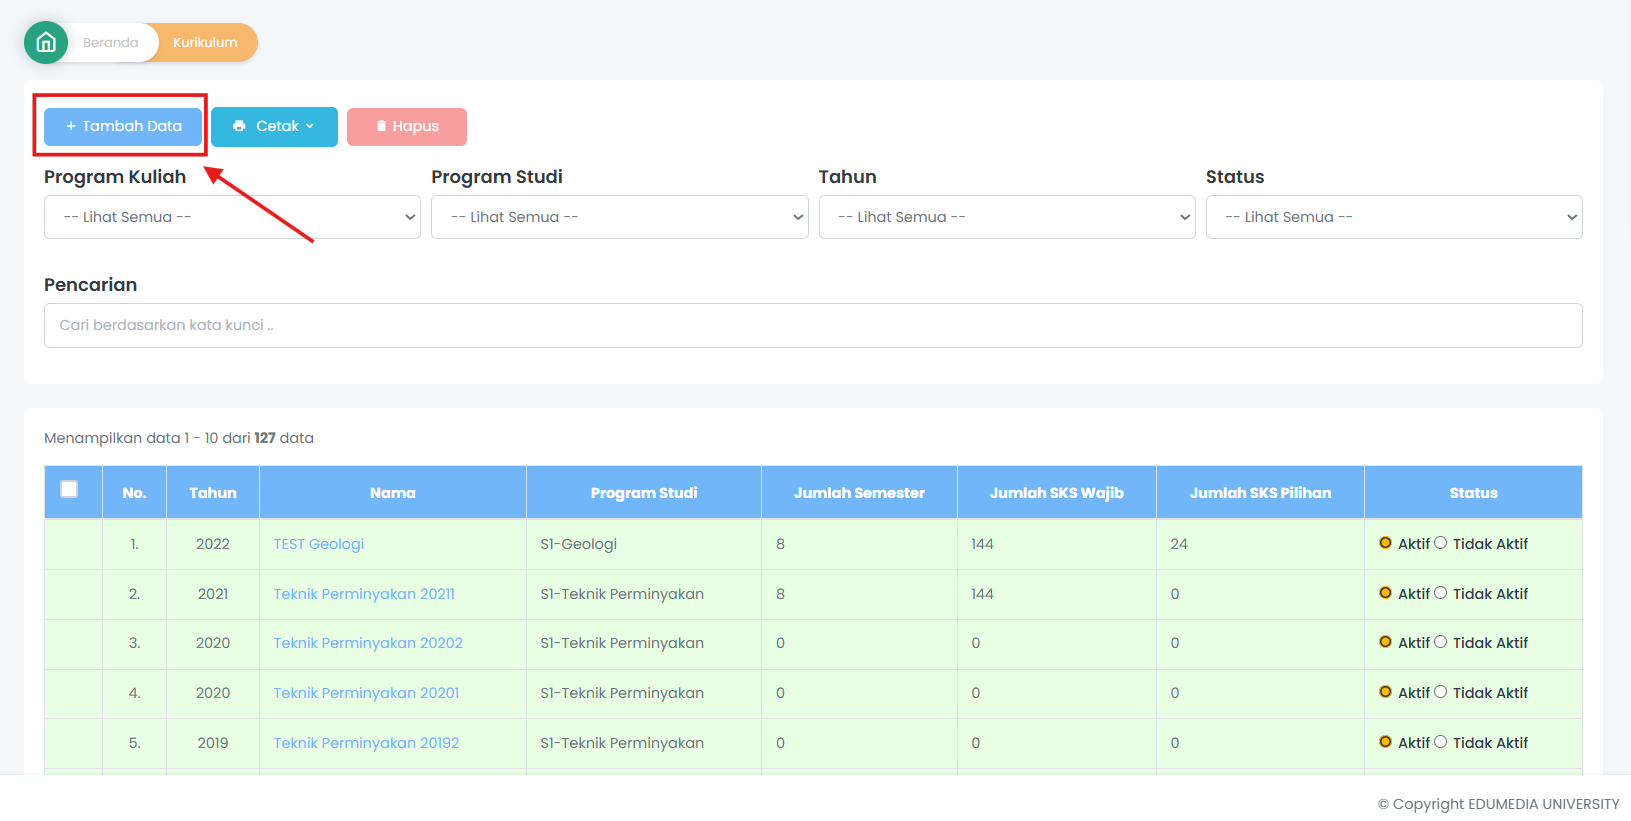 Beranda Kurikulum
+ Tambah Data Cetak Hapus
Program Kuliah Program Studi Tahun Status
-- Lihat Semua -- -- Lihat Semua -- -- Lihat Semua -- -- Lihat Semua --
Pencarian
Cari berdasarkan kata kunci ..
Menampilkan data 1 - 10 dari 127 data
No. Tahun Nama Program Studi Jumlah Semester Jumlah SKS Wajib Jumlah SKS Pilihan Status
1. 2022 TEST Geologi S1-Geologi 8 144 24 Aktif Tidak Aktif
2. 2021 Teknik Perminyakan 20211 S1-Teknik Perminyakan 8 144 0 Aktif Tidak Aktif
3. 2020 Teknik Perminyakan 20202 S1-Teknik Perminyakan 0 0 0 Aktif Tidak Aktif
4. 2020 Teknik Perminyakan 20201 S1-Teknik Perminyakan 0 0 0 Aktif Tidak Aktif
5. 2019 Teknik Perminyakan 20192 S1-Teknik Perminyakan 0 0 0 Aktif Tidak Aktif
© Copyright EDUMEDIA UNIVERSITY